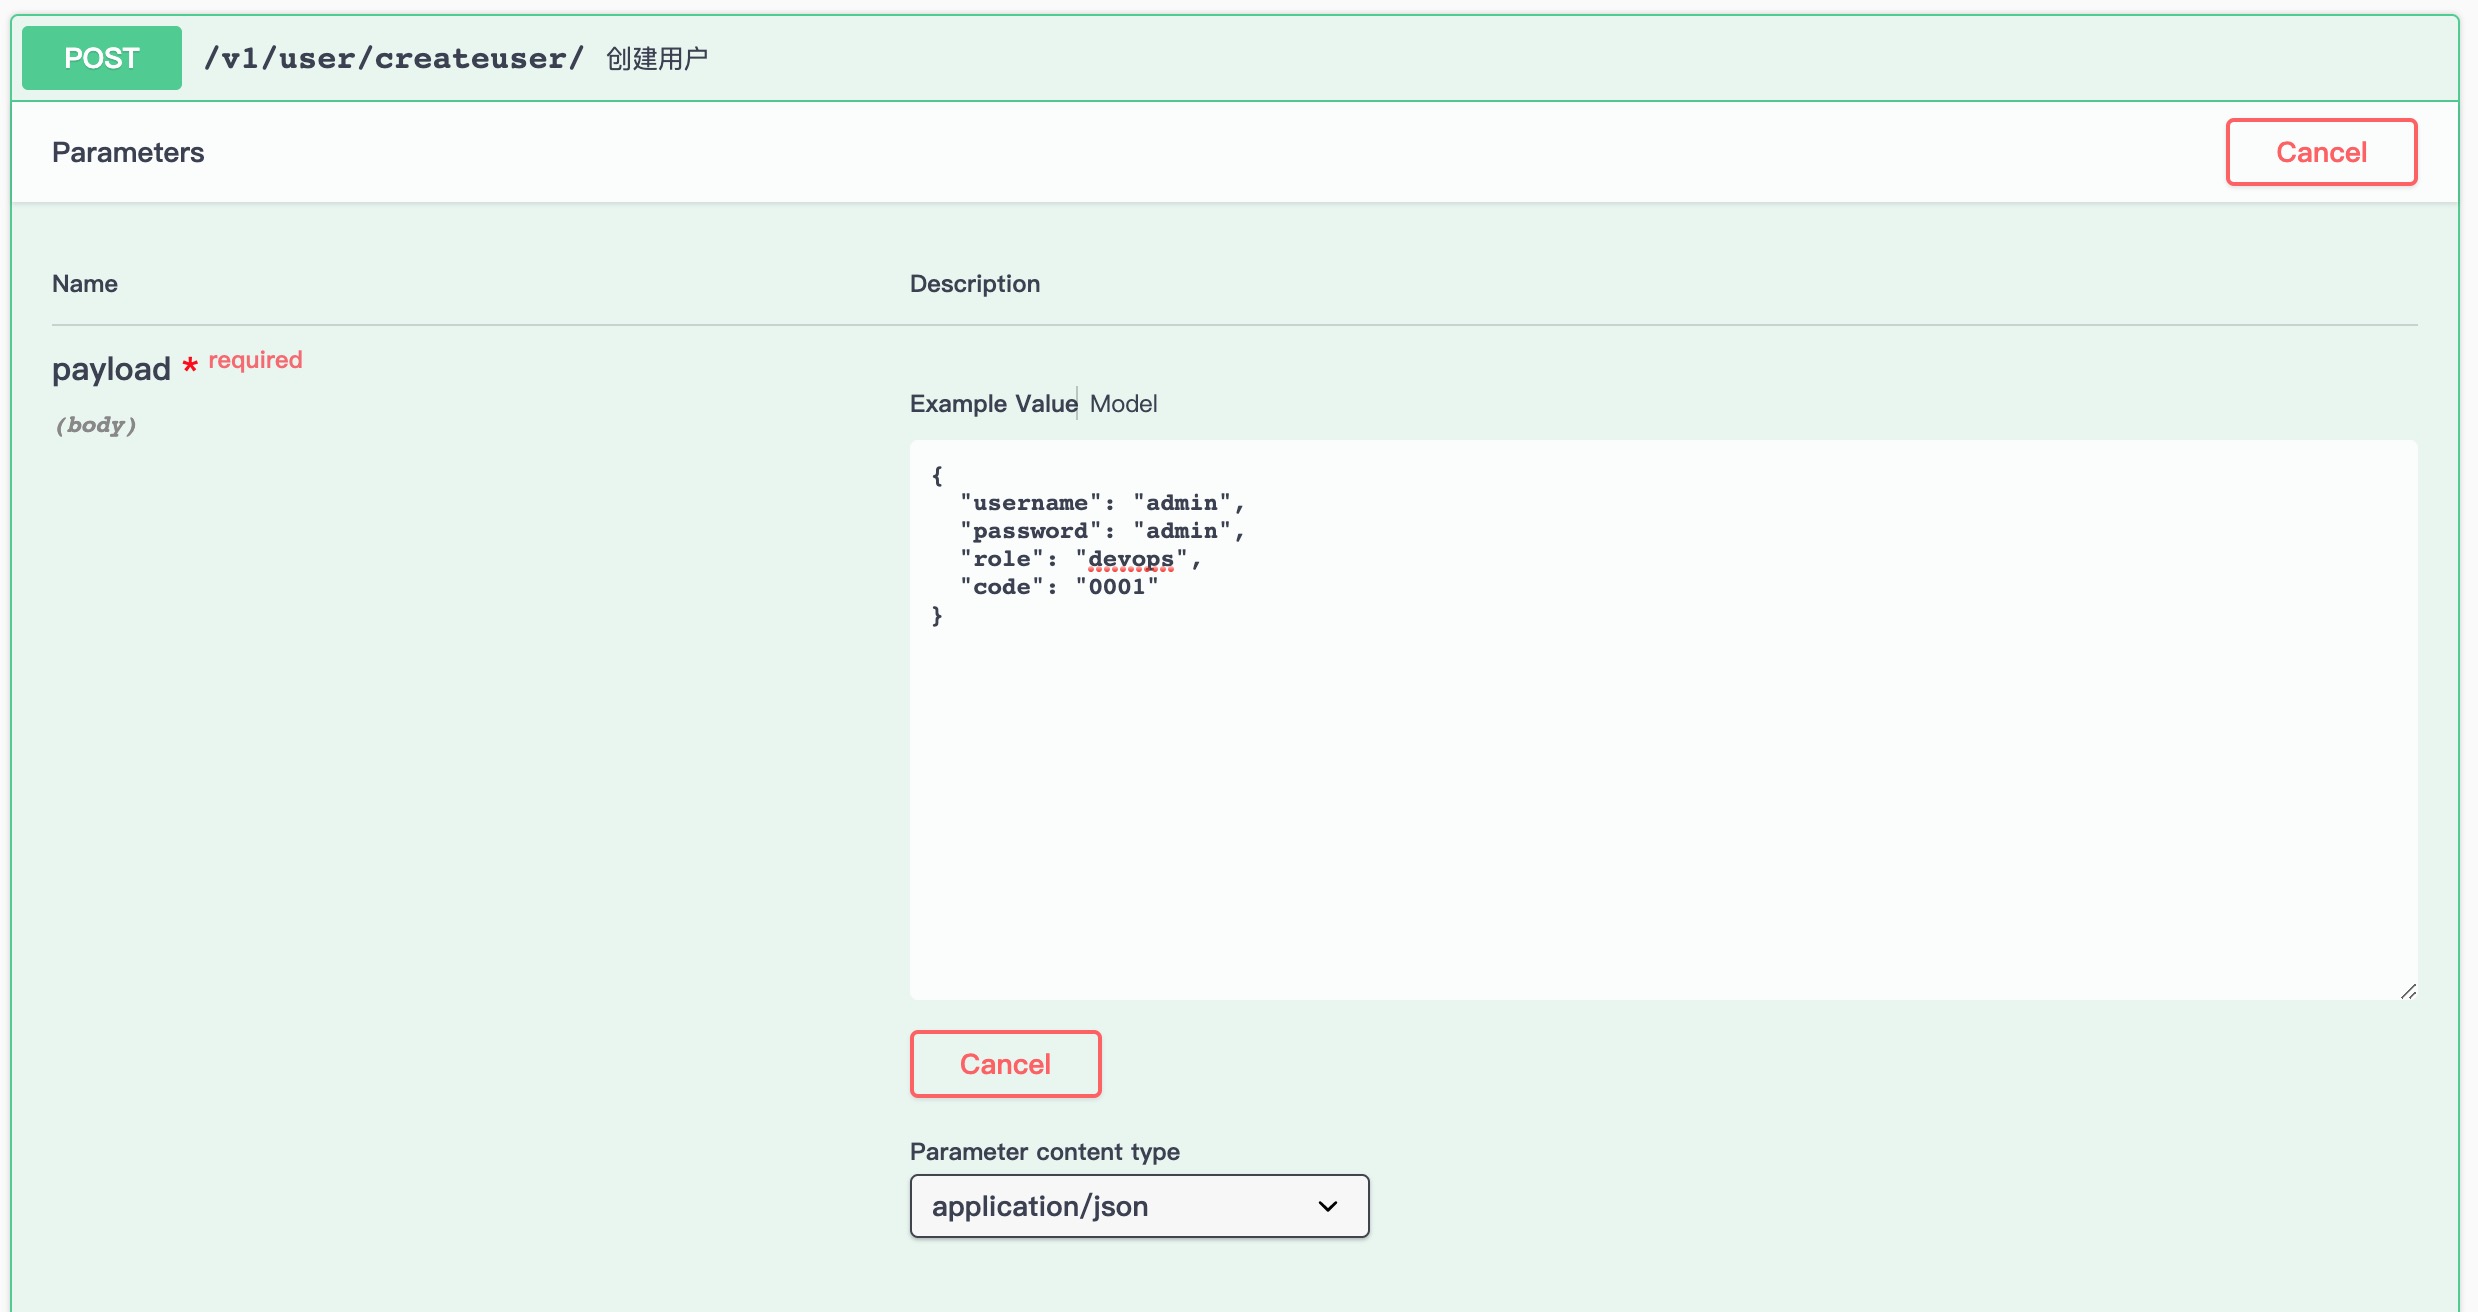 POST /v1/user/createuser/ 创建用户
Parameters
Cancel
Name Description
payload * required
(body)
Example Value Model
{
  "username": "admin",
  "password": "admin",
  "role": "devops",
  "code": "0001"
}
Cancel
Parameter content type
application/json